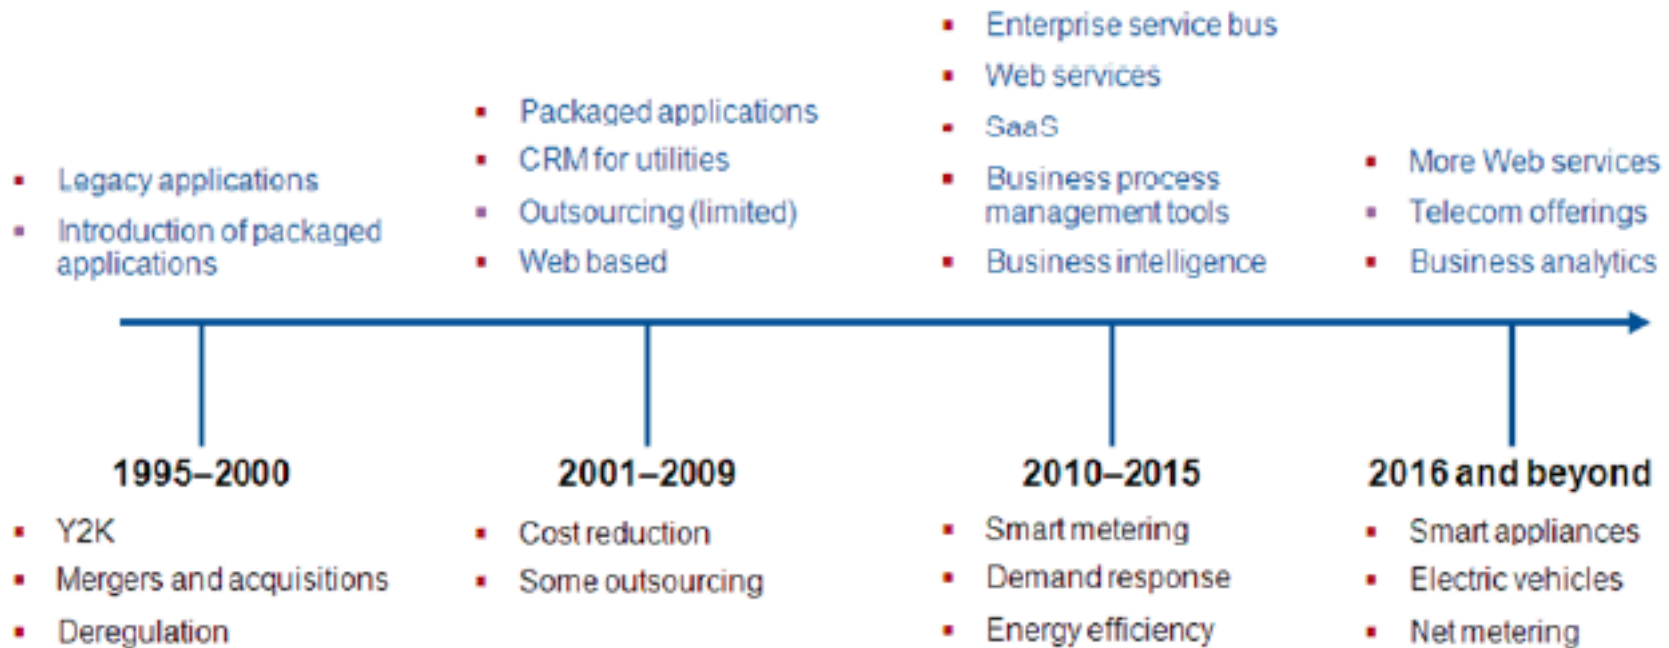 Legacy applications
Introduction of packaged
applications
Packaged applications
CRM for utilities
Outsourcing (limited)
Web based
Enterprise service bus
Web services
SaaS
Business process
management tools
Business intelligence
More Web services
Telecom offerings
Business analytics
1995–2000
Y2K
Mergers and acquisitions
Deregulation
2001–2009
Cost reduction
Some outsourcing
2010–2015
Smart metering
Demand response
Energy efficiency
2016 and beyond
Smart appliances
Electric vehicles
Net metering